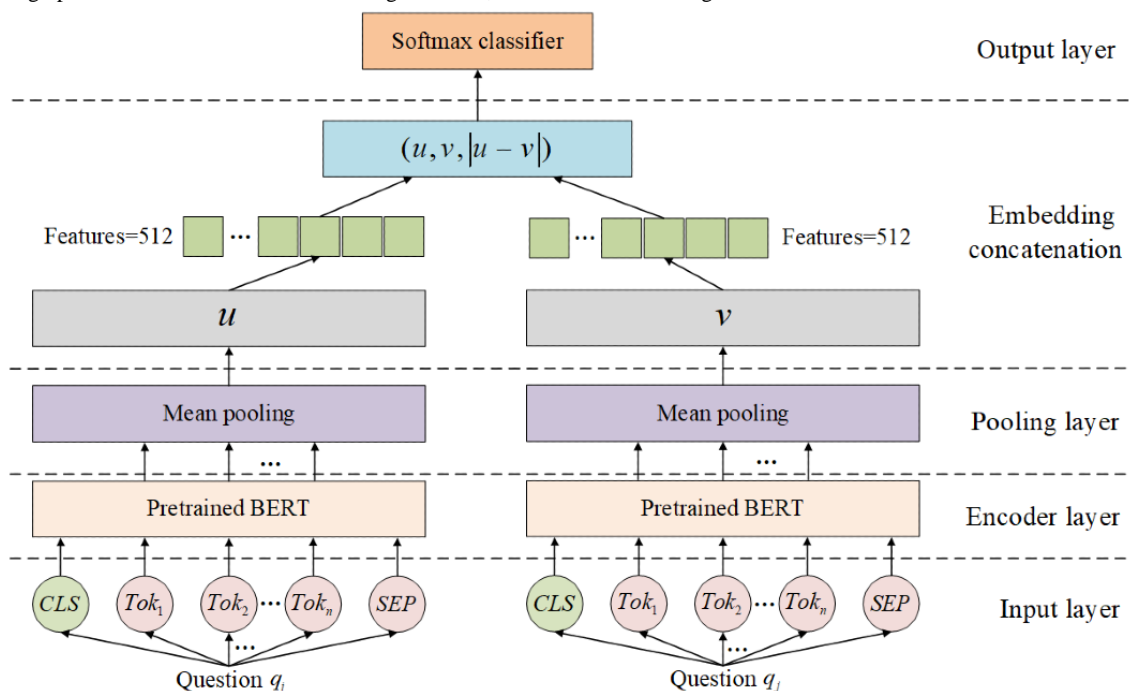 Softmax classifier
Output layer
(u, v, |u − v|)
Features=512
...
...
Features=512
Embedding
concatenation
u
v
Mean pooling
Mean pooling
Pooling layer
...
...
Pretrained BERT
Pretrained BERT
Encoder layer
CLS Tok₁ Tok₂ ... Tokₙ SEP
CLS Tok₁ Tok₂ ... Tokₙ SEP
Input layer
...
...
Question qᵢ
Question qⱼ